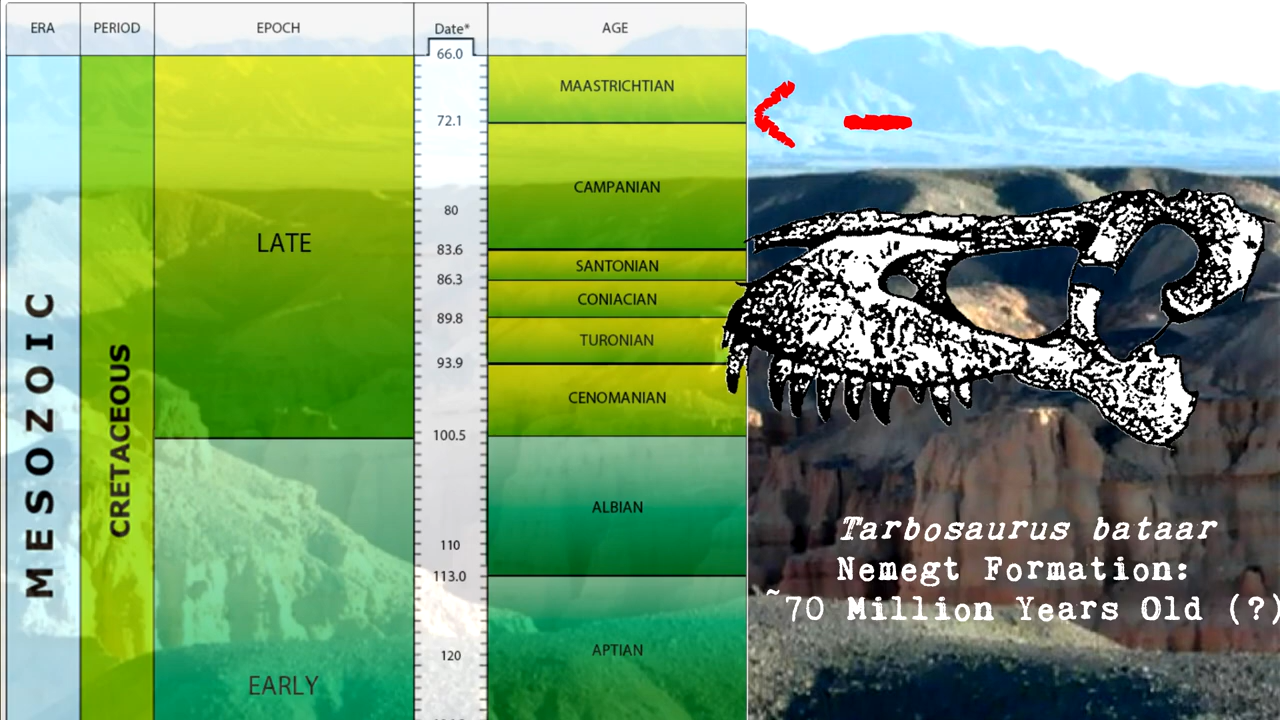 ERA PERIOD EPOCH Date* AGE
66.0
MAASTRICHTIAN
72.1
CAMPANIAN
80
LATE
83.6
SANTONIAN
86.3
CONIACIAN
89.8
TURONIAN
93.9
CENOMANIAN
100.5
MESOZOIC
CRETACEOUS
ALBIAN
110
113.0
APTIAN
120
EARLY
Tarbosaurus bataar
Nemegt Formation:
~70 Million Years Old (?)